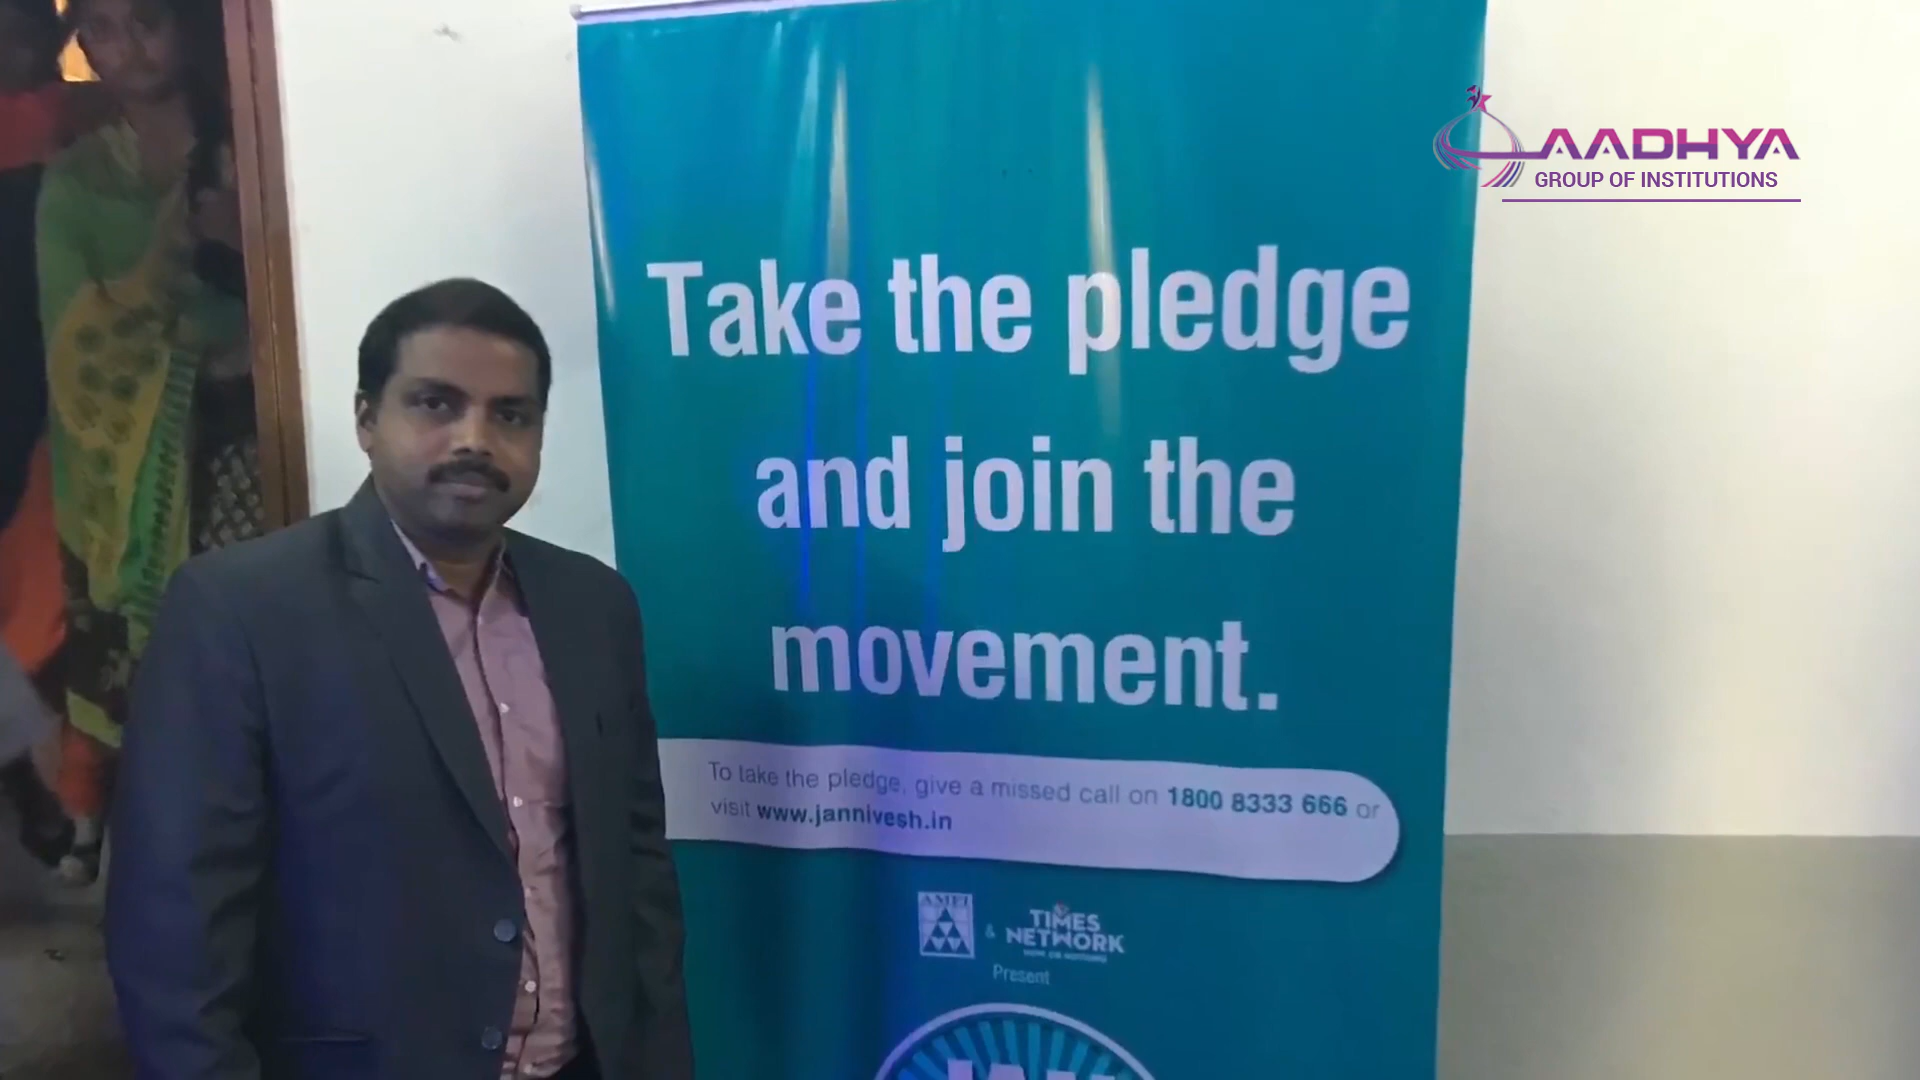 AADHYA
GROUP OF INSTITUTIONS
Take the pledge
and join the
movement.
To take the pledge, give a missed call on 1800 8333 666 or
visit www.jannivesh.in
AMFI
&
TIMES
NETWORK
Present
JAN